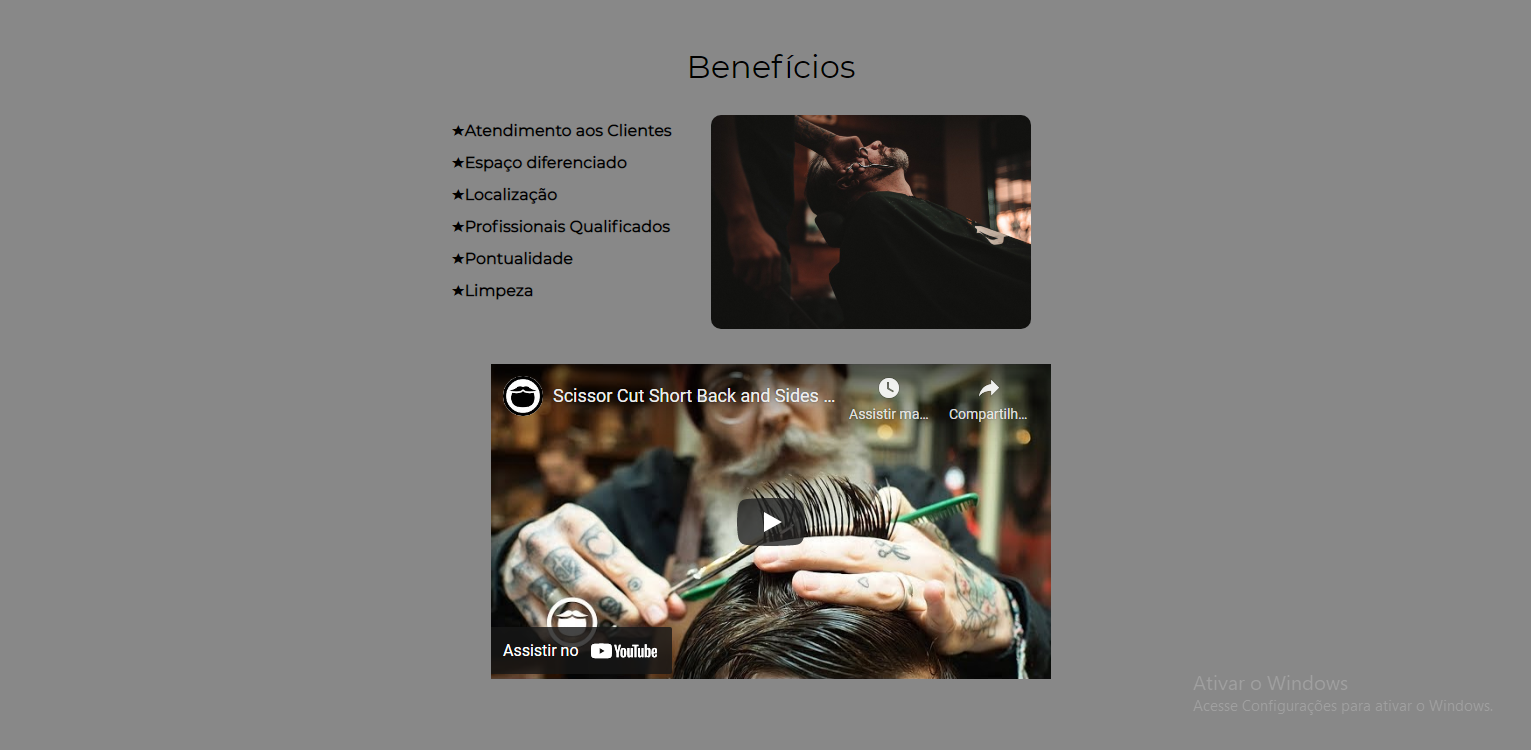 Benefícios
★Atendimento aos Clientes
★Espaço diferenciado
★Localização
★Profissionais Qualificados
★Pontualidade
★Limpeza
Scissor Cut Short Back and Sides ...
Assistir ma...
Compartilh...
Assistir no YouTube
Ativar o Windows
Acesse Configurações para ativar o Windows.